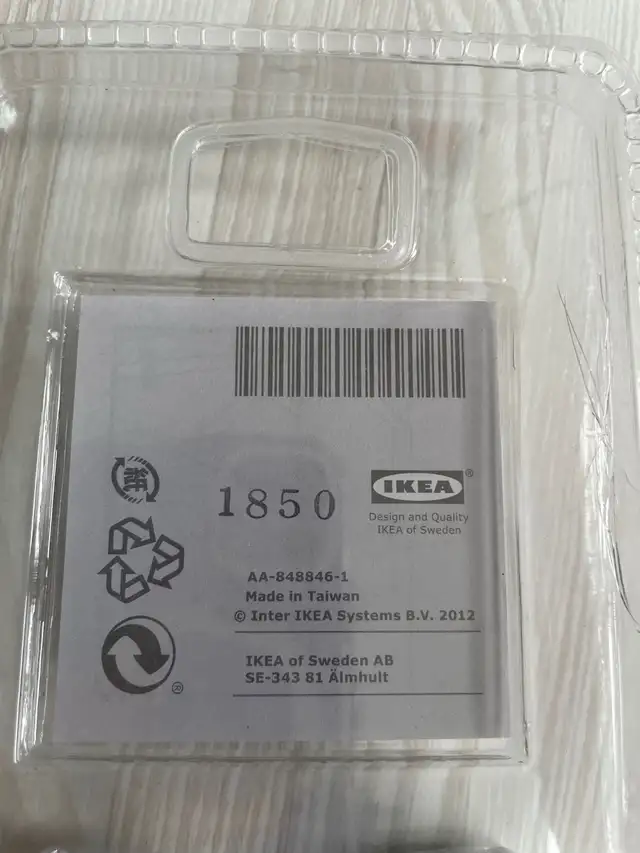 1850
IKEA®
Design and Quality
IKEA of Sweden
AA-848846-1
Made in Taiwan
© Inter IKEA Systems B.V. 2012
IKEA of Sweden AB
SE-343 81 Älmhult
®